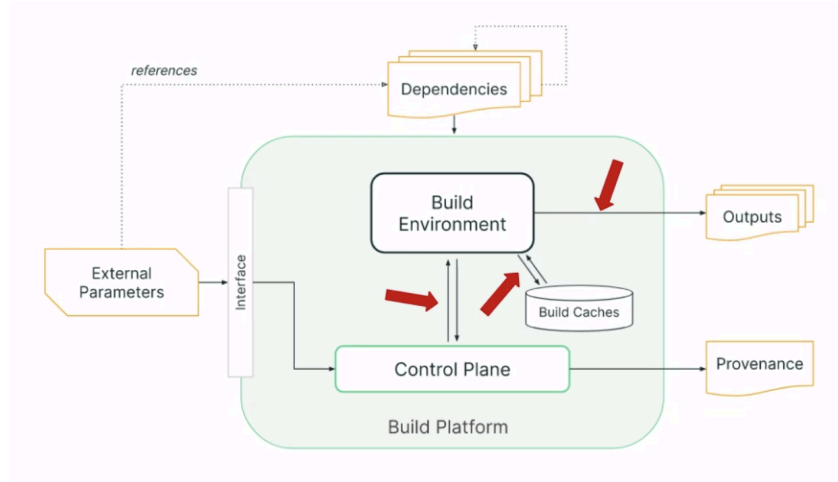 references
Dependencies
Build
Environment
Outputs
External
Parameters
Interface
Build Caches
Control Plane
Provenance
Build Platform